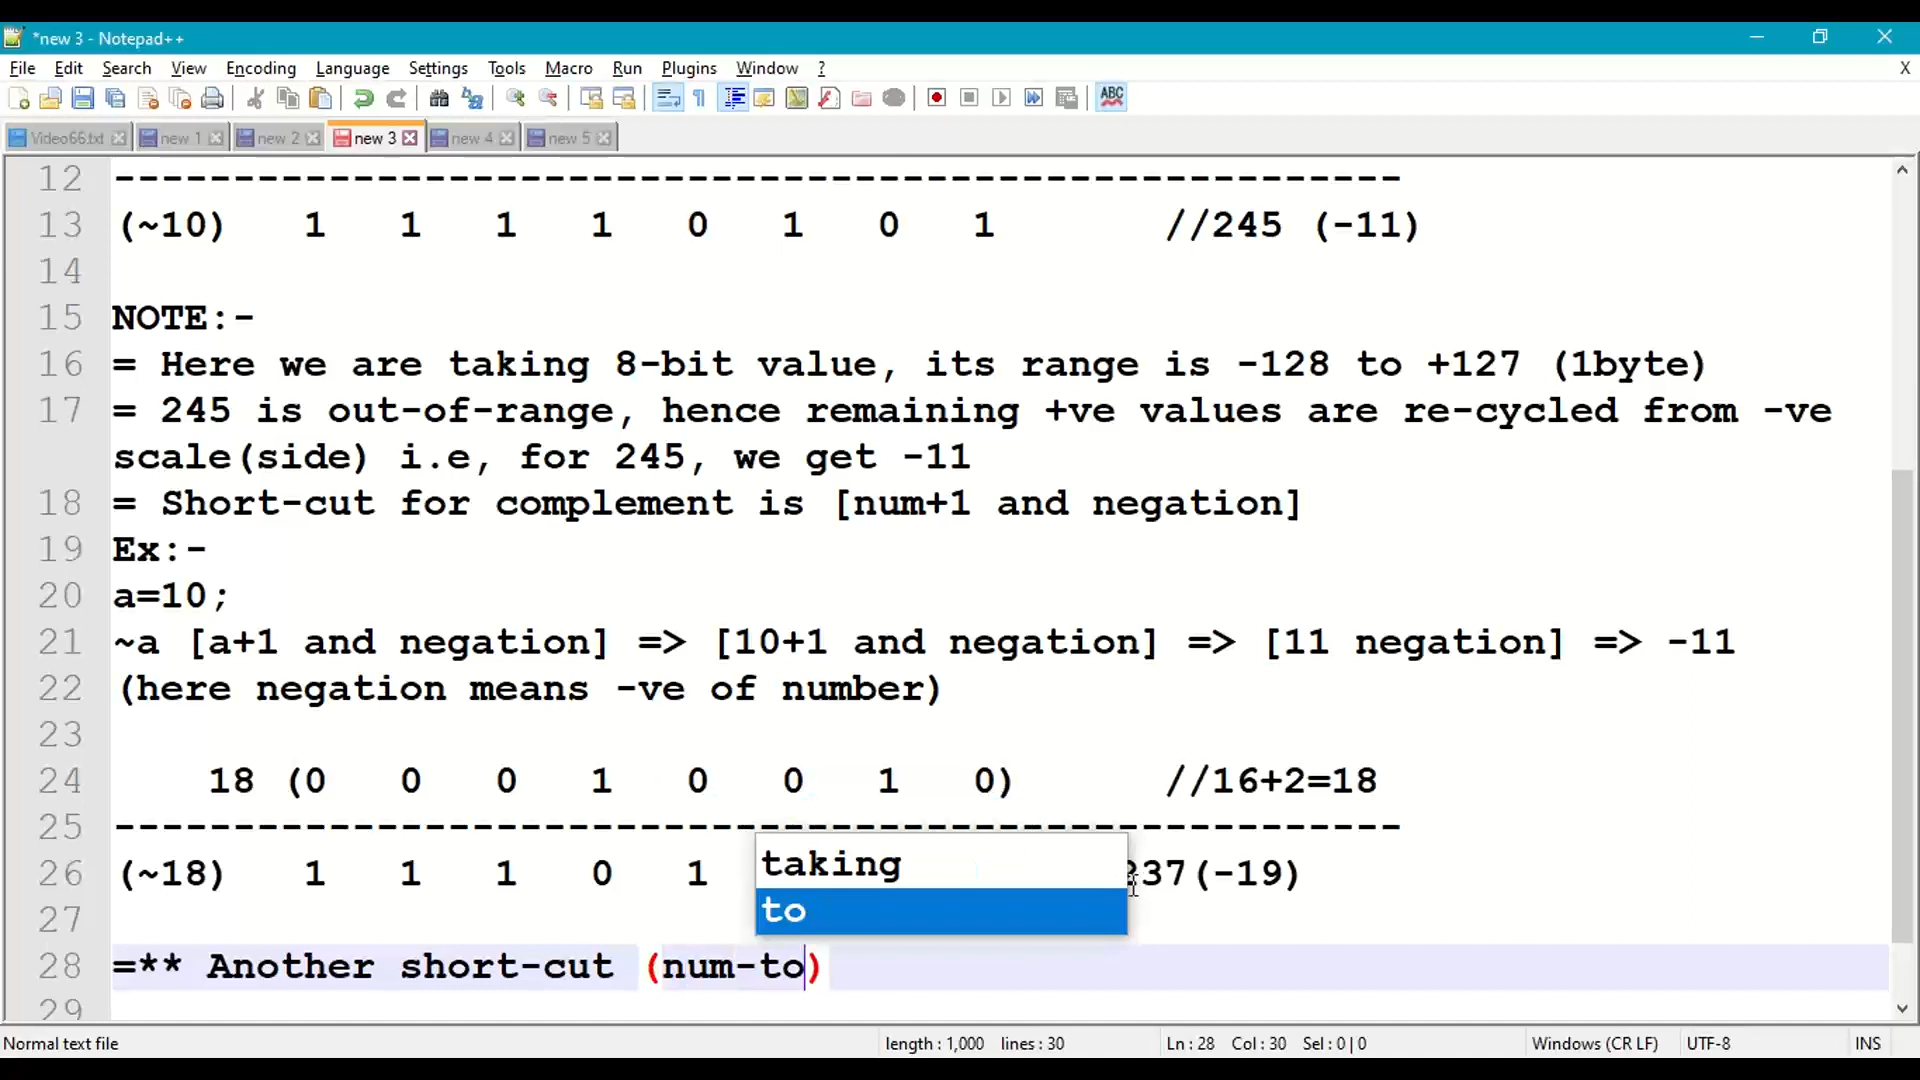 *new 3 - Notepad++
File Edit Search View Encoding Language Settings Tools Macro Run Plugins Window ? X
ABC
Video66.txt new 1 new 2 new 3 new 4 new 5
12 ------------------------------------------------------
13 (~10) 1 1 1 1 0 1 0 1 //245 (-11)
14
15 NOTE:-
16 = Here we are taking 8-bit value, its range is -128 to +127 (1byte)
17 = 245 is out-of-range, hence remaining +ve values are re-cycled from -ve
scale(side) i.e, for 245, we get -11
18 = Short-cut for complement is [num+1 and negation]
19 Ex:-
20 a=10;
21 ~a [a+1 and negation] => [10+1 and negation] => [11 negation] => -11
22 (here negation means -ve of number)
23
24 18 (0 0 0 1 0 0 1 0) //16+2=18
25 ------------------------------------------------------
26 (~18) 1 1 1 0 1 237(-19)
taking
to
27
28 =** Another short-cut (num-to)
29
Normal text file length : 1,000 lines : 30 Ln : 28 Col : 30 Sel : 0 | 0 Windows (CR LF) UTF-8 INS